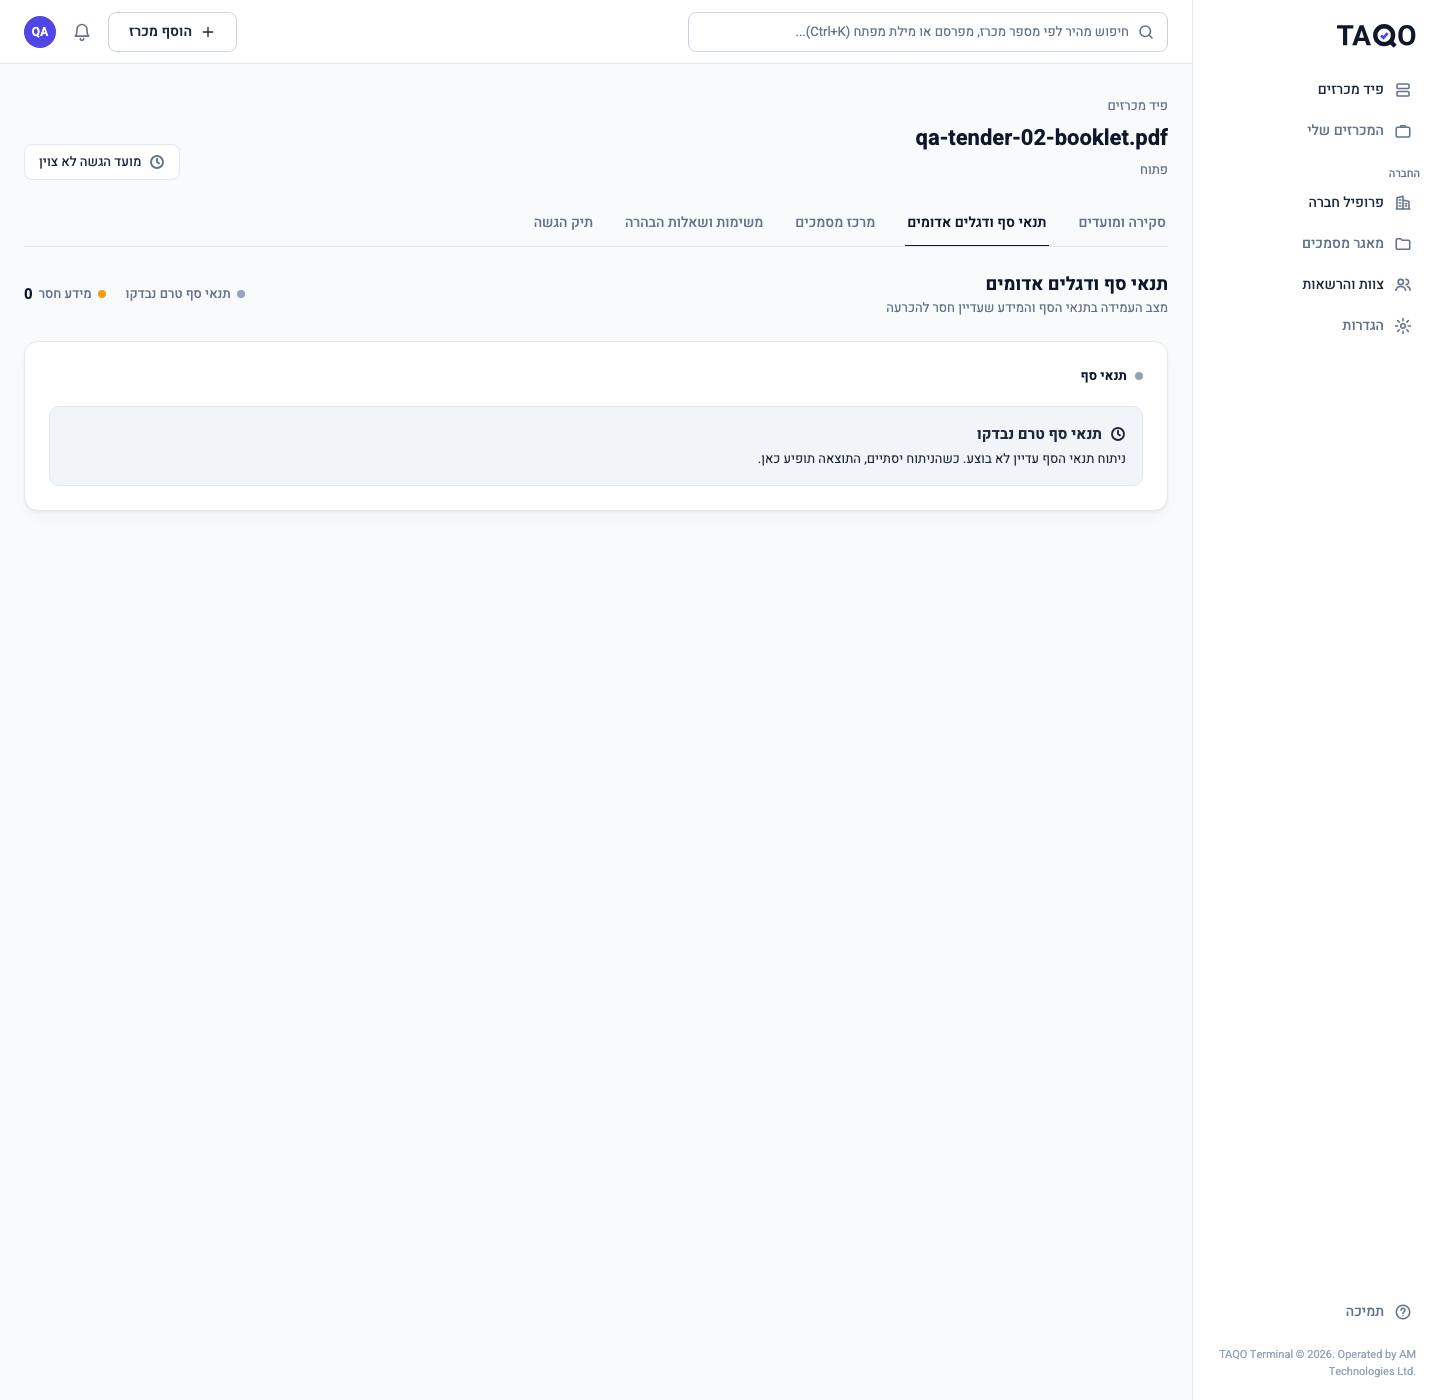 TAQO
פיד מכרזים
המכרזים שלי
החברה
פרופיל חברה
מאגר מסמכים
צוות והרשאות
הגדרות
תמיכה
TAQO Terminal © 2026. Operated by AM
Technologies Ltd.
חיפוש מהיר לפי מספר מכרז, מפרסם או מילת מפתח (Ctrl+K)...
הוסף מכרז
QA
פיד מכרזים
qa-tender-02-booklet.pdf
פתוח
מועד הגשה לא צוין
סקירה ומועדים
תנאי סף ודגלים אדומים
מרכז מסמכים
משימות ושאלות הבהרה
תיק הגשה
תנאי סף ודגלים אדומים
מצב העמידה בתנאי הסף והמידע שעדיין חסר להכרעה
תנאי סף טרם נבדקו
מידע חסר 0
תנאי סף
תנאי סף טרם נבדקו
ניתוח תנאי הסף עדיין לא בוצע. כשהניתוח יסתיים, התוצאה תופיע כאן.